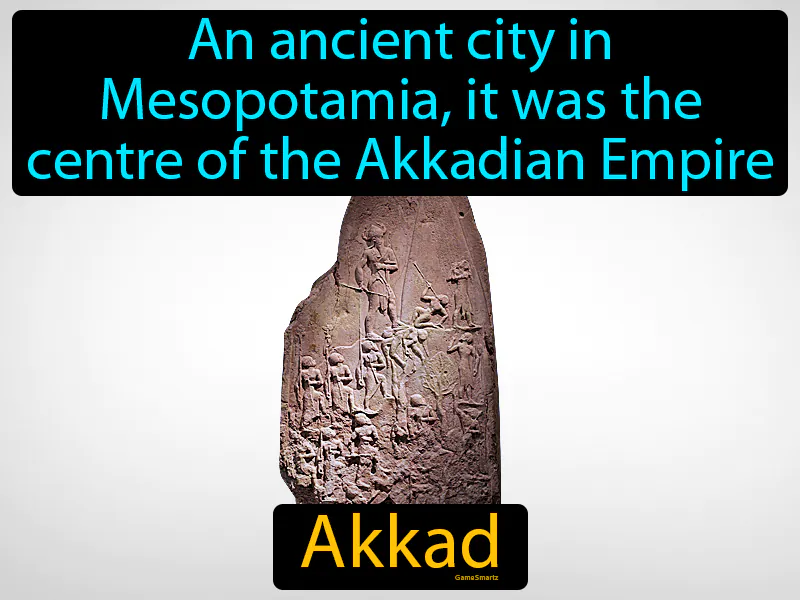 An ancient city in
Mesopotamia, it was the
centre of the Akkadian Empire
Akkad
GameSmartz